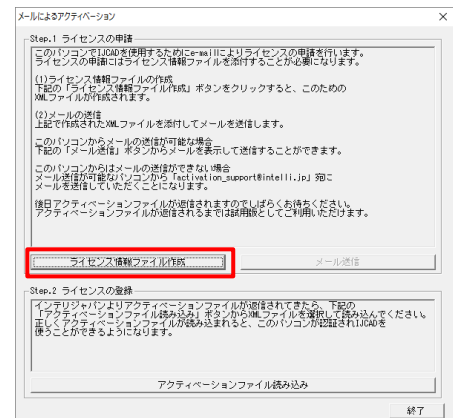 メールによるアクティベーション
Step.1 ライセンスの申請
このパソコンでIJCADを使用するためにe-mailによりライセンスの申請を行います。
ライセンスの申請にはライセンス情報ファイルを添付することが必要になります。
(1)ライセンス情報ファイルの作成
下記の「ライセンス情報ファイル作成」ボタンをクリックすると、このための
XMLファイルが作成されます。
(2)メールの送信
上記で作成されたXMLファイルを添付してメールを送信します。
このパソコンからメールの送信が可能な場合
下記の「メール送信」ボタンからメールを表示して送信することができます。
このパソコンからはメールの送信ができない場合
メール送信が可能なパソコンから「activation_support@intelli.jp」宛に
メールを送信していただくことになります。
後日アクティベーションファイルが返信されますのでしばらくお待ちください。
アクティベーションファイルが返信されるまでは試用版としてご利用いただけます。
ライセンス情報ファイル作成
メール送信
Step.2 ライセンスの登録
インテリジャパンよりアクティベーションファイルが返信されてきたら、下記の
「アクティベーションファイル読み込み」ボタンからXMLファイルを選択して読み込んでください。
正しくアクティベーションファイルが読み込まれると、このパソコンが認証されIJCADを
使うことができるようになります。
アクティベーションファイル読み込み
終了